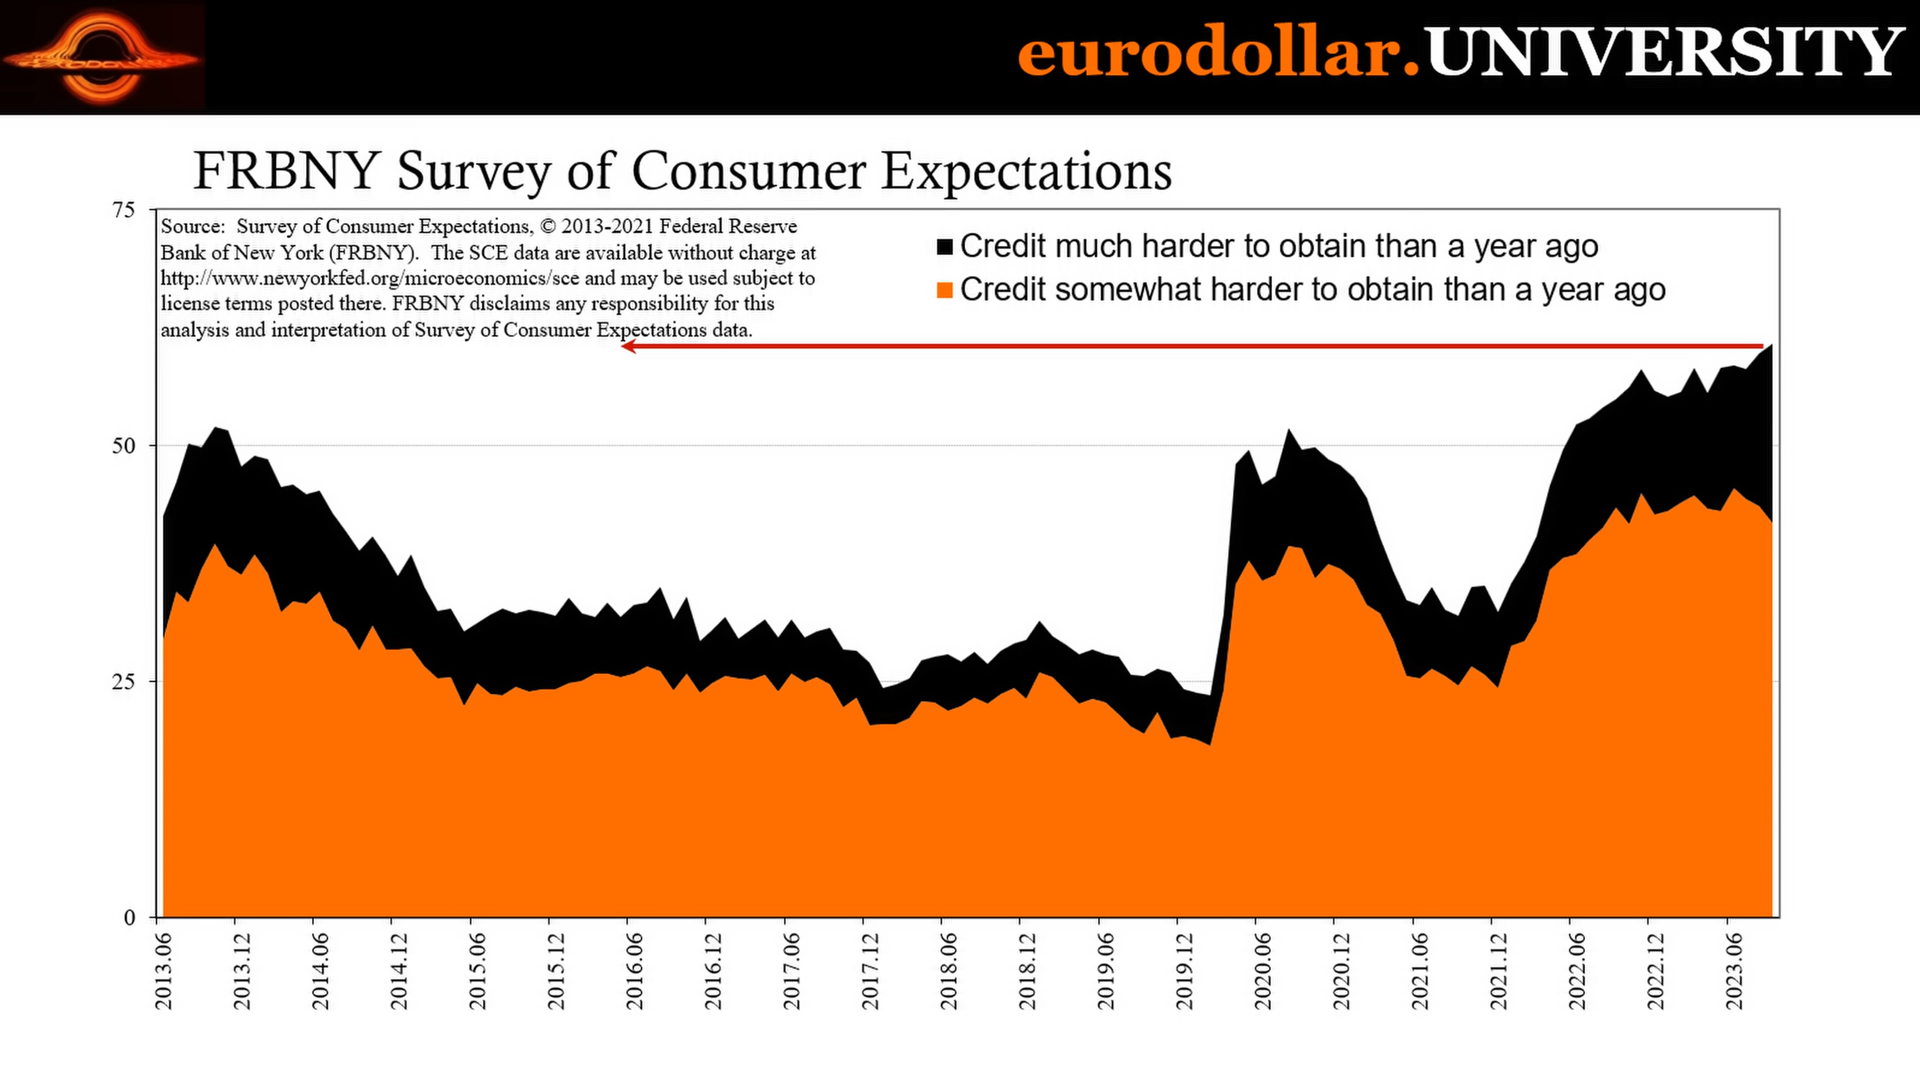 eurodollar.UNIVERSITY
FRBNY Survey of Consumer Expectations
75
Source:  Survey of Consumer Expectations, © 2013-2021 Federal Reserve
Bank of New York (FRBNY).  The SCE data are available without charge at
http://www.newyorkfed.org/microeconomics/sce and may be used subject to
license terms posted there. FRBNY disclaims any responsibility for this
analysis and interpretation of Survey of Consumer Expectations data.
Credit much harder to obtain than a year ago
Credit somewhat harder to obtain than a year ago
50
25
0
2013.06
2013.12
2014.06
2014.12
2015.06
2015.12
2016.06
2016.12
2017.06
2017.12
2018.06
2018.12
2019.06
2019.12
2020.06
2020.12
2021.06
2021.12
2022.06
2022.12
2023.06